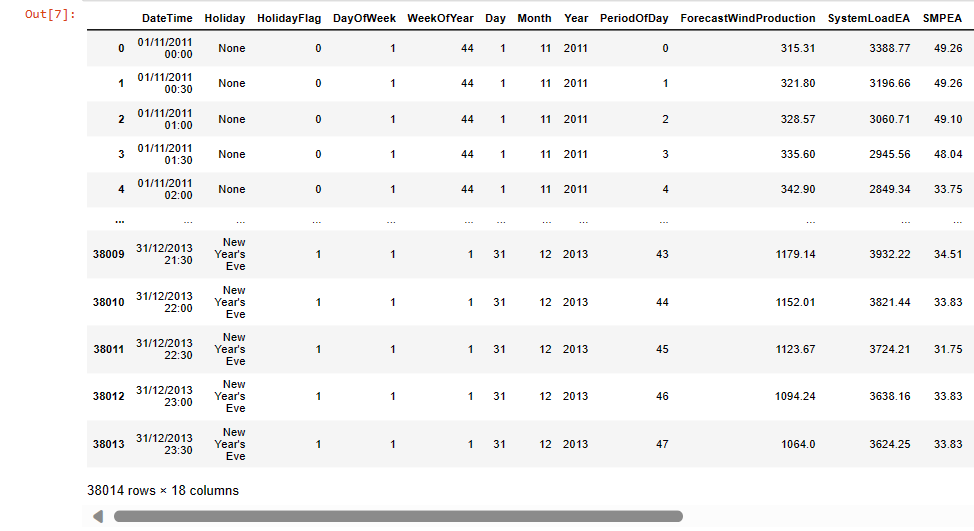 Out[7]:
DateTime Holiday HolidayFlag DayOfWeek WeekOfYear Day Month Year PeriodOfDay ForecastWindProduction SystemLoadEA SMPEA
0 01/11/2011 00:00 None 0 1 44 1 11 2011 0 315.31 3388.77 49.26
1 01/11/2011 00:30 None 0 1 44 1 11 2011 1 321.80 3196.66 49.26
2 01/11/2011 01:00 None 0 1 44 1 11 2011 2 328.57 3060.71 49.10
3 01/11/2011 01:30 None 0 1 44 1 11 2011 3 335.60 2945.56 48.04
4 01/11/2011 02:00 None 0 1 44 1 11 2011 4 342.90 2849.34 33.75
... ... ... ... ... ... ... ... ... ... ... ... ...
38009 31/12/2013 21:30 New Year's Eve 1 1 1 31 12 2013 43 1179.14 3932.22 34.51
38010 31/12/2013 22:00 New Year's Eve 1 1 1 31 12 2013 44 1152.01 3821.44 33.83
38011 31/12/2013 22:30 New Year's Eve 1 1 1 31 12 2013 45 1123.67 3724.21 31.75
38012 31/12/2013 23:00 New Year's Eve 1 1 1 31 12 2013 46 1094.24 3638.16 33.83
38013 31/12/2013 23:30 New Year's Eve 1 1 1 31 12 2013 47 1064.0 3624.25 33.83
38014 rows × 18 columns